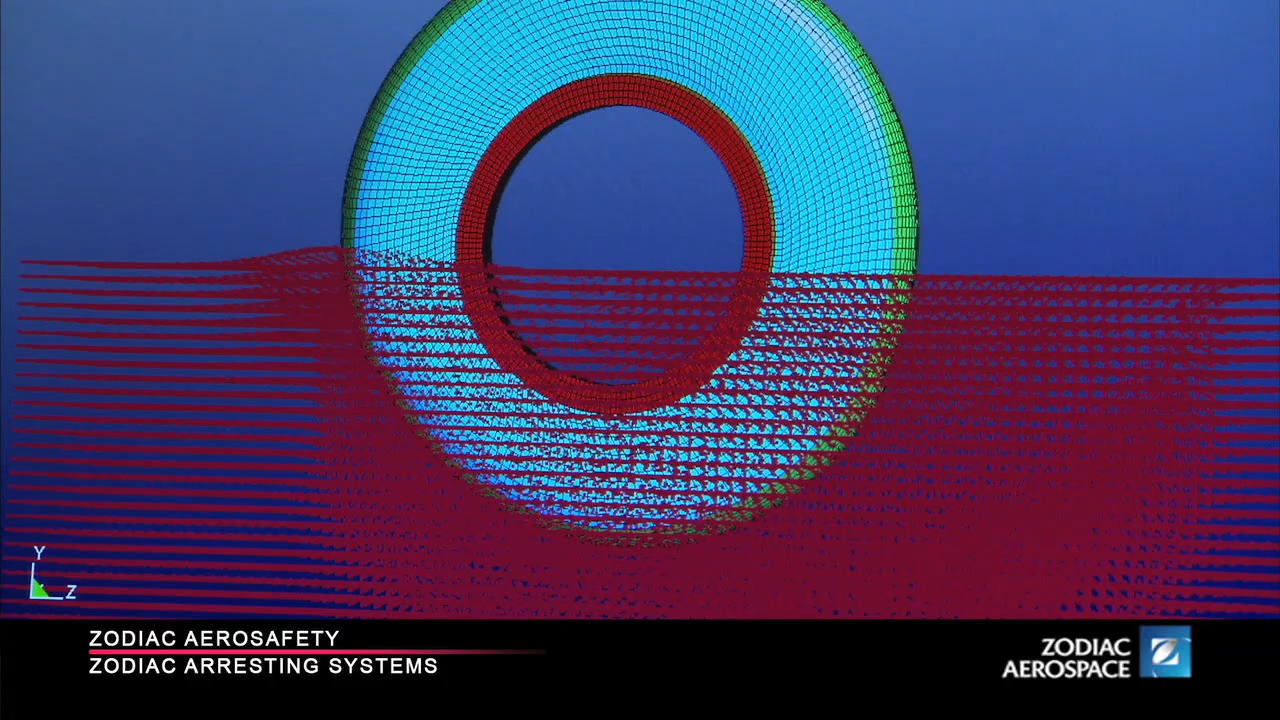 Y
Z
ZODIAC AEROSAFETY
ZODIAC ARRESTING SYSTEMS
ZODIAC
AEROSPACE